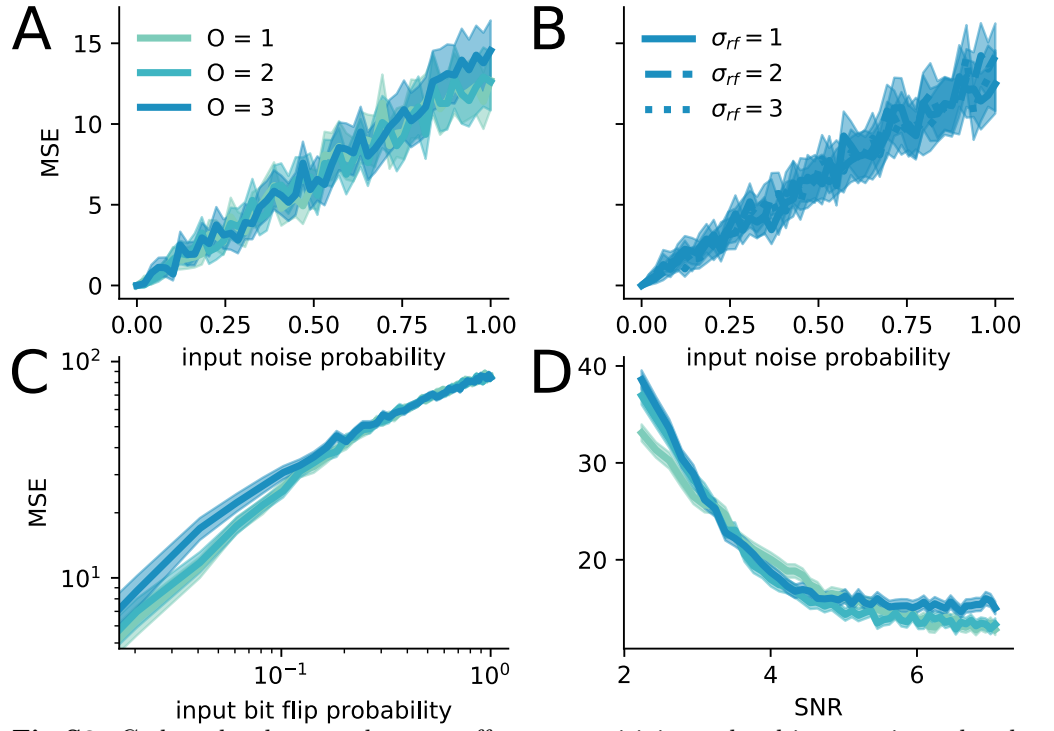 A
B
15
10
5
0
MSE
O = 1
O = 2
O = 3
σrf = 1
σrf = 2
σrf = 3
0.00 0.25 0.50 0.75 1.00
0.00 0.25 0.50 0.75 1.00
input noise probability
input noise probability
C
D
10²
10¹
MSE
10⁻¹ 10⁰
input bit flip probability
40
30
20
2 4 6
SNR